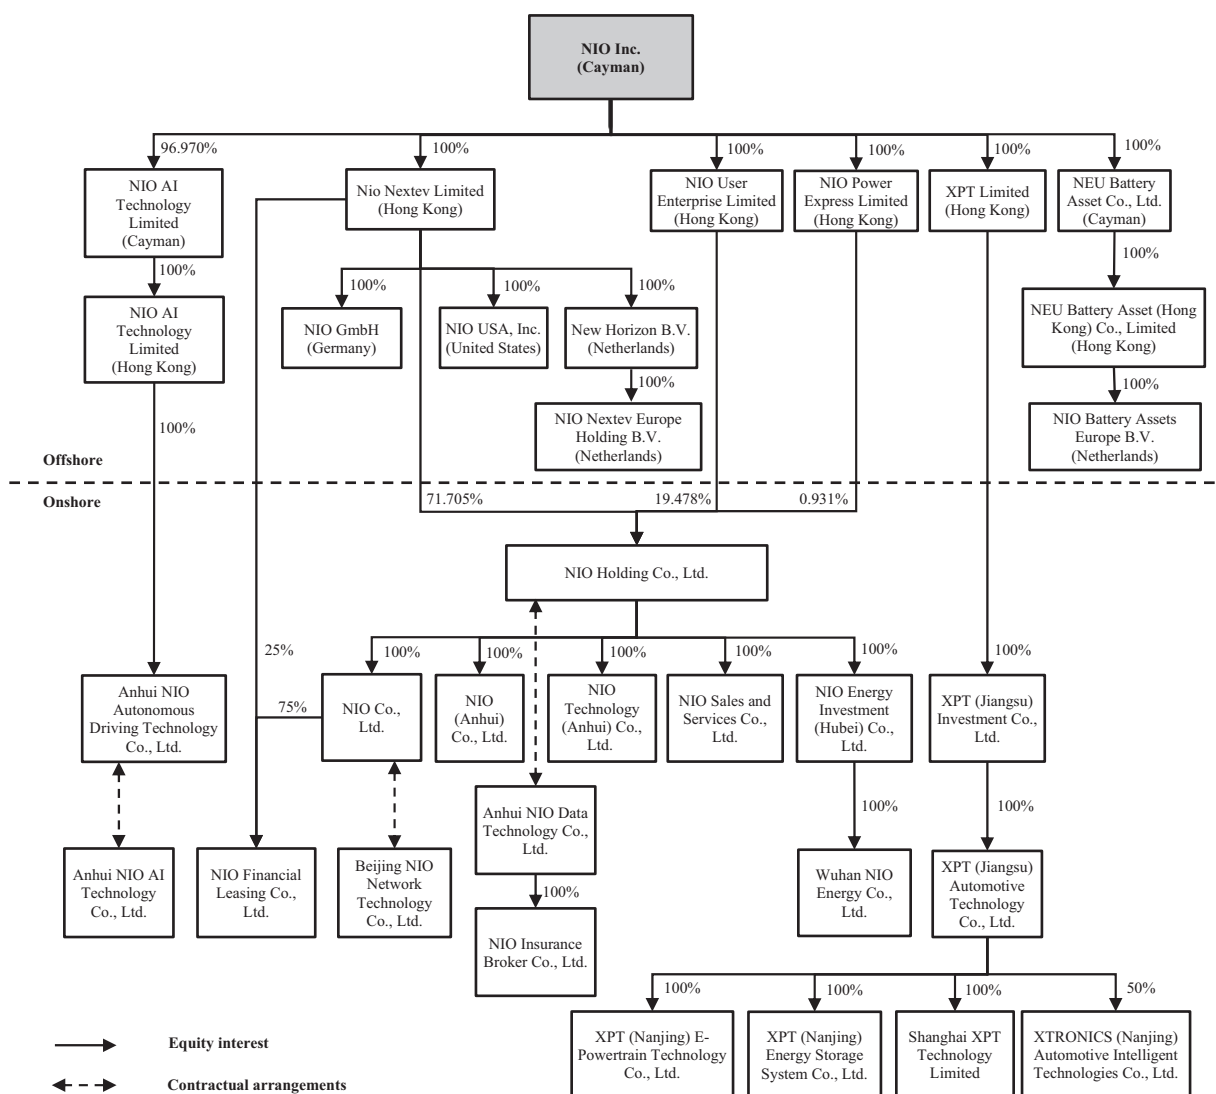 NIO Inc.
(Cayman)
96.970%
100%
100%
100%
100%
100%
NIO AI
Technology
Limited
(Cayman)
Nio Nextev Limited
(Hong Kong)
NIO User
Enterprise Limited
(Hong Kong)
NIO Power
Express Limited
(Hong Kong)
XPT Limited
(Hong Kong)
NEU Battery
Asset Co., Ltd.
(Cayman)
100%
100%
100%
100%
100%
NIO AI
Technology
Limited
(Hong Kong)
NIO GmbH
(Germany)
NIO USA, Inc.
(United States)
New Horizon B.V.
(Netherlands)
NEU Battery Asset (Hong
Kong) Co., Limited
(Hong Kong)
100%
100%
100%
NIO Nextev Europe
Holding B.V.
(Netherlands)
NIO Battery Assets
Europe B.V.
(Netherlands)
Offshore
Onshore
71.705%
19.478%
0.931%
NIO Holding Co., Ltd.
25%
100%
100%
100%
100%
100%
100%
75%
Anhui NIO
Autonomous
Driving Technology
Co., Ltd.
NIO Co.,
Ltd.
NIO
(Anhui)
Co., Ltd.
NIO
Technology
(Anhui) Co.,
Ltd.
NIO Sales and
Services Co.,
Ltd.
NIO Energy
Investment
(Hubei) Co.,
Ltd.
XPT (Jiangsu)
Investment Co.,
Ltd.
100%
100%
Anhui NIO Data
Technology Co.,
Ltd.
Anhui NIO AI
Technology
Co., Ltd.
NIO Financial
Leasing Co.,
Ltd.
Beijing NIO
Network
Technology
Co., Ltd.
Wuhan NIO
Energy Co.,
Ltd.
XPT (Jiangsu)
Automotive
Technology
Co., Ltd.
100%
NIO Insurance
Broker Co., Ltd.
100%
100%
100%
50%
XPT (Nanjing) E-
Powertrain Technology
Co., Ltd.
XPT (Nanjing)
Energy Storage
System Co., Ltd.
Shanghai XPT
Technology
Limited
XTRONICS (Nanjing)
Automotive Intelligent
Technologies Co., Ltd.
Equity interest
Contractual arrangements